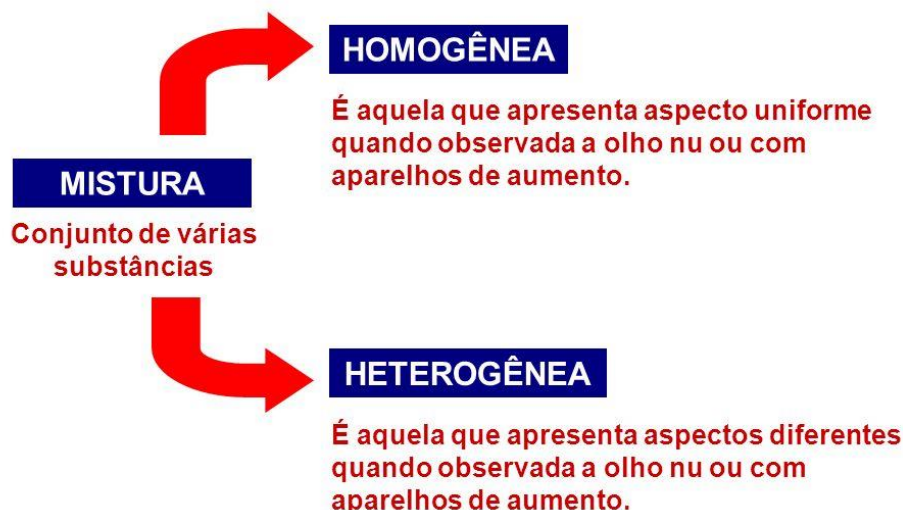 HOMOGÊNEA
É aquela que apresenta aspecto uniforme
quando observada a olho nu ou com
aparelhos de aumento.
MISTURA
Conjunto de várias
substâncias
HETEROGÊNEA
É aquela que apresenta aspectos diferentes
quando observada a olho nu ou com
aparelhos de aumento.